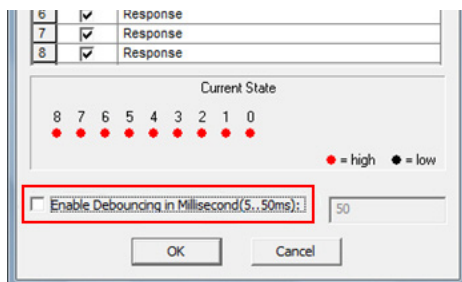 6 Response
7 Response
8 Response
Current State
8 7 6 5 4 3 2 1 0
= high = low
Enable Debouncing in Millisecond(5..50ms): 50
OK Cancel